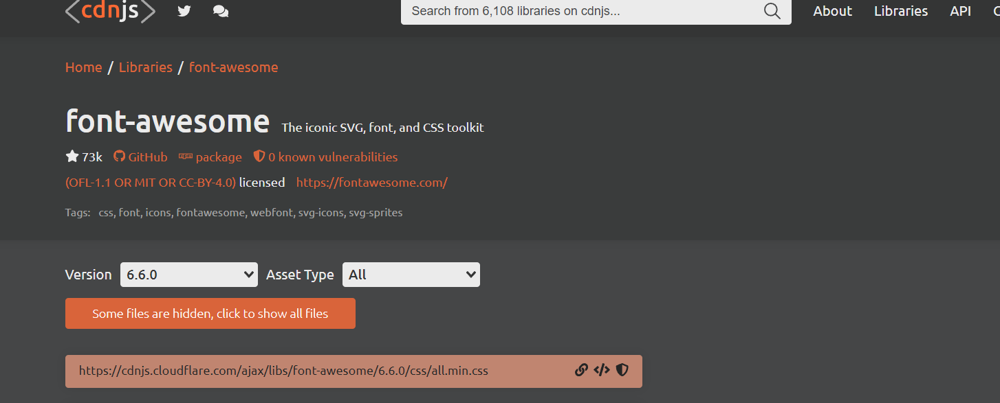 cdnjs
Search from 6,108 libraries on cdnjs...
About Libraries API
Home / Libraries / font-awesome
font-awesome The iconic SVG, font, and CSS toolkit
73k GitHub npm package 0 known vulnerabilities
(OFL-1.1 OR MIT OR CC-BY-4.0) licensed https://fontawesome.com/
Tags: css, font, icons, fontawesome, webfont, svg-icons, svg-sprites
Version 6.6.0 Asset Type All
Some files are hidden, click to show all files
https://cdnjs.cloudflare.com/ajax/libs/font-awesome/6.6.0/css/all.min.css